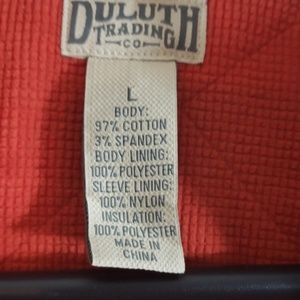 DULUTH
TRADING
CO
L
BODY:
97% COTTON
3% SPANDEX
BODY LINING:
100% POLYESTER
SLEEVE LINING:
100% NYLON
INSULATION:
100% POLYESTER
MADE IN
CHINA